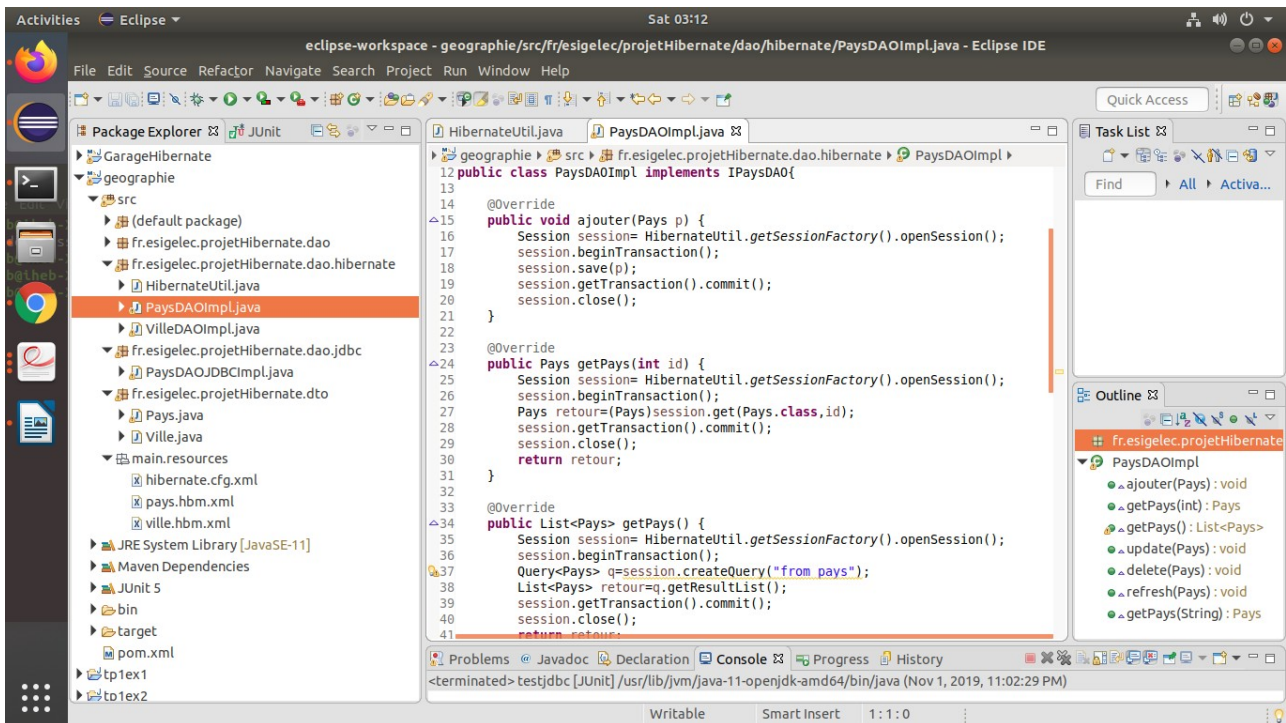 Activities Eclipse Sat 03:12
eclipse-workspace - geographie/src/fr/esigelec/projetHibernate/dao/hibernate/PaysDAOImpl.java - Eclipse IDE
File Edit Source Refactor Navigate Search Project Run Window Help
Quick Access
Package Explorer JUnit
GarageHibernate
geographie
src
(default package)
fr.esigelec.projetHibernate.dao
fr.esigelec.projetHibernate.dao.hibernate
HibernateUtil.java
PaysDAOImpl.java
VilleDAOImpl.java
fr.esigelec.projetHibernate.dao.jdbc
PaysDAOJDBCImpl.java
fr.esigelec.projetHibernate.dto
Pays.java
Ville.java
main.resources
hibernate.cfg.xml
pays.hbm.xml
ville.hbm.xml
JRE System Library [JavaSE-11]
Maven Dependencies
JUnit 5
bin
target
pom.xml
tp1ex1
tp1ex2
HibernateUtil.java PaysDAOImpl.java
geographie src fr.esigelec.projetHibernate.dao.hibernate PaysDAOImpl
12 public class PaysDAOImpl implements IPaysDAO{
13
14 @Override
15 public void ajouter(Pays p) {
16 Session session= HibernateUtil.getSessionFactory().openSession();
17 session.beginTransaction();
18 session.save(p);
19 session.getTransaction().commit();
20 session.close();
21 }
22
23 @Override
24 public Pays getPays(int id) {
25 Session session= HibernateUtil.getSessionFactory().openSession();
26 session.beginTransaction();
27 Pays retour=(Pays)session.get(Pays.class,id);
28 session.getTransaction().commit();
29 session.close();
30 return retour;
31 }
32
33 @Override
34 public List<Pays> getPays() {
35 Session session= HibernateUtil.getSessionFactory().openSession();
36 session.beginTransaction();
37 Query<Pays> q=session.createQuery("from pays");
38 List<Pays> retour=q.getResultList();
39 session.getTransaction().commit();
40 session.close();
41 return retour;
Problems Javadoc Declaration Console Progress History
<terminated> testjdbc [JUnit] /usr/lib/jvm/java-11-openjdk-amd64/bin/java (Nov 1, 2019, 11:02:29 PM)
Task List
Find All Activa...
Outline
fr.esigelec.projetHibernate
PaysDAOImpl
ajouter(Pays) : void
getPays(int) : Pays
getPays() : List<Pays>
update(Pays) : void
delete(Pays) : void
refresh(Pays) : void
getPays(String) : Pays
Writable Smart Insert 1:1:0